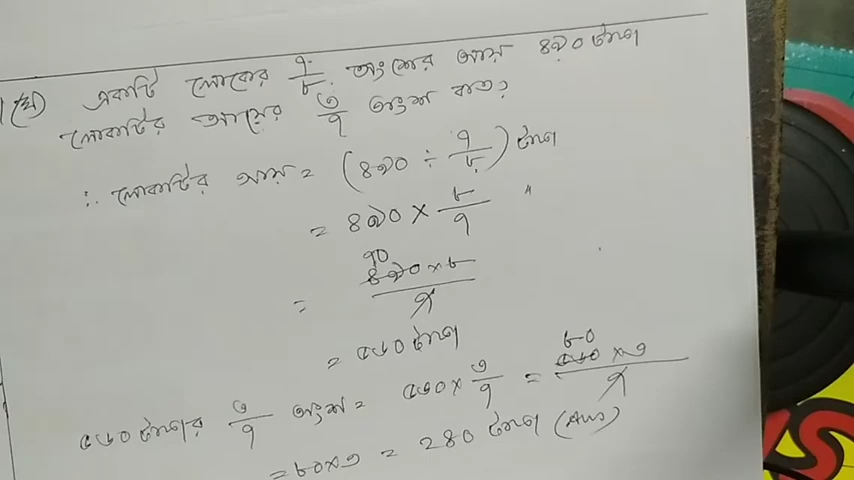 (ঘ) একটি লোকের ৭/৮ অংশের আয় ৪৯০ টাকা
লোকটির আয়ের ৩/৭ অংশ কত?
∴ লোকটির আয় = (৪৯০ ÷ ৭/৮) টাকা
= ৪৯০ × ৮/৭ "
৭০
= ৪৯০ × ৮ / ৭
= ৫৬০ টাকা
৮০
৫৬০ টাকার ৩/৭ অংশ = ৫৬০ × ৩/৭ = ৫৬০ × ৩ / ৭
= ৮০×৩ = ২৪০ টাকা (Ans)